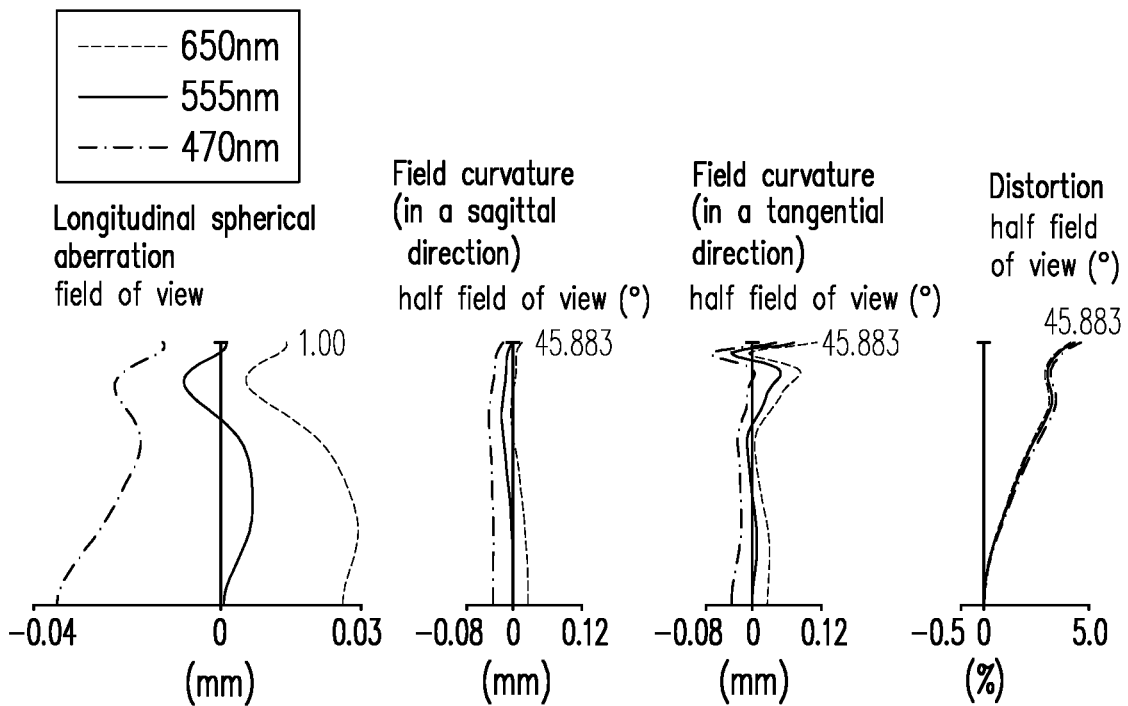 650nm
555nm
470nm
Longitudinal spherical
aberration
field of view
1.00
−0.04
0
0.03
(mm)
Field curvature
(in a sagittal
direction)
half field of view (°)
45.883
−0.08
0
0.12
(mm)
Field curvature
(in a tangential
direction)
half field of view (°)
45.883
−0.08
0
0.12
(mm)
Distortion
half field
of view (°)
45.883
−0.5
0
5.0
(%)